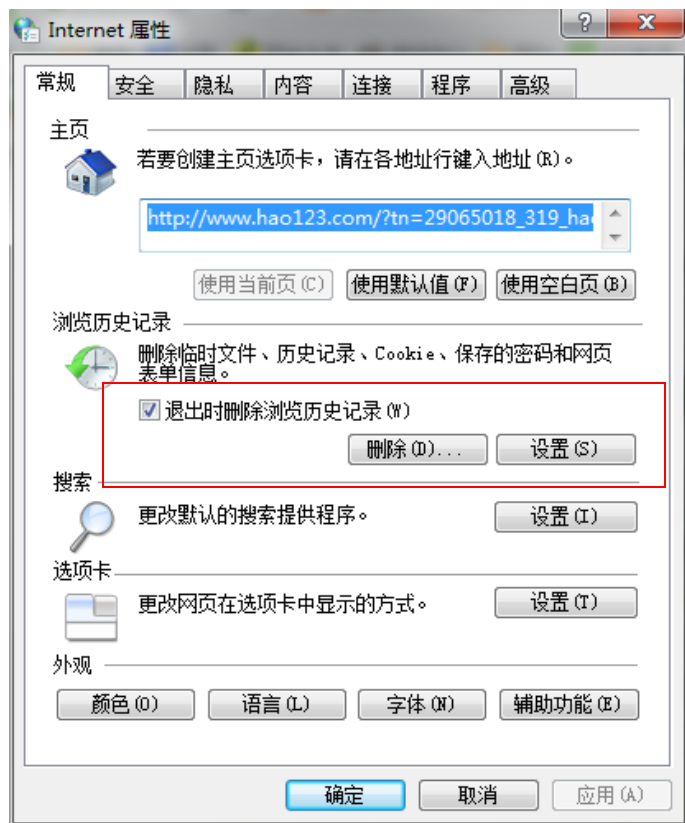 Internet 属性
常规 安全 隐私 内容 连接 程序 高级
主页
若要创建主页选项卡，请在各地址行键入地址(R)。
http://www.hao123.com/?tn=29065018_319_hao
使用当前页(C) 使用默认值(F) 使用空白页(B)
浏览历史记录
删除临时文件、历史记录、Cookie、保存的密码和网页
表单信息。
退出时删除浏览历史记录(W)
删除(D)... 设置(S)
搜索
更改默认的搜索提供程序。 设置(I)
选项卡
更改网页在选项卡中显示的方式。 设置(T)
外观
颜色(O) 语言(L) 字体(N) 辅助功能(E)
确定 取消 应用(A)